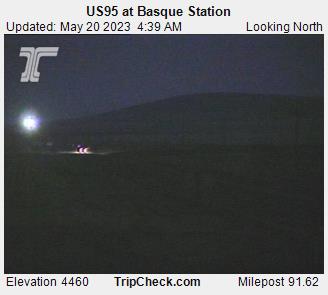 US95 at Basque Station
Updated: May 20 2023 4:39 AM Looking North
Elevation 4460 TripCheck.com Milepost 91.62